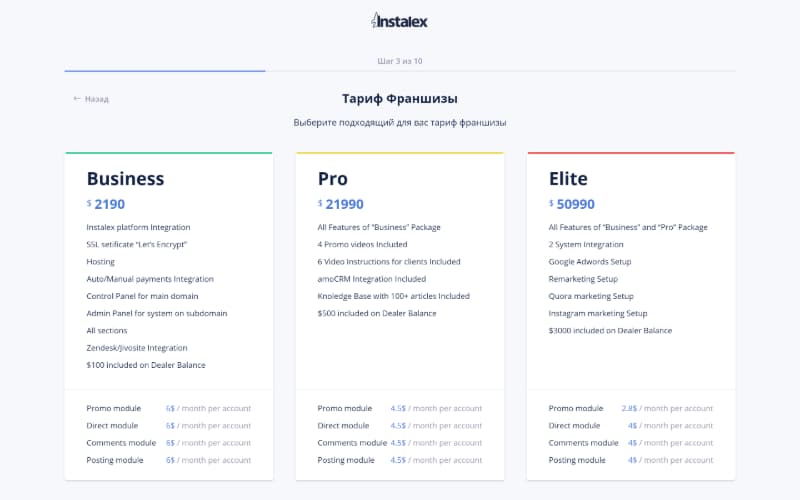 Instalex
Шаг 3 из 10
← Назад
Тариф Франшизы
Выберите подходящий для вас тариф франшизы
Business
$ 2190
Instalex platform Integration
SSL setificate “Let’s Encrypt”
Hosting
Auto/Manual payments Integration
Control Panel for main domain
Admin Panel for system on subdomain
All sections
Zendesk/Jivosite Integration
$100 included on Dealer Balance
Promo module 6$ / month per account
Direct module 6$ / month per account
Comments module 6$ / month per account
Posting module 6$ / month per account
Pro
$ 21990
All Features of “Business” Package
4 Promo videos Included
6 Video Instructions for clients Included
amoCRM Integration Included
Knoledge Base with 100+ articles Included
$500 included on Dealer Balance
Promo module 4.5$ / month per account
Direct module 4.5$ / month per account
Comments module 4.5$ / month per account
Posting module 4.5$ / month per account
Elite
$ 50990
All Features of “Business” and “Pro” Package
2 System Integration
Google Adwords Setup
Remarketing Setup
Quora marketing Setup
Instagram marketing Setup
$3000 included on Dealer Balance
Promo module 2.8$ / month per account
Direct module 4$ / month per account
Comments module 4$ / month per account
Posting module 4$ / month per account